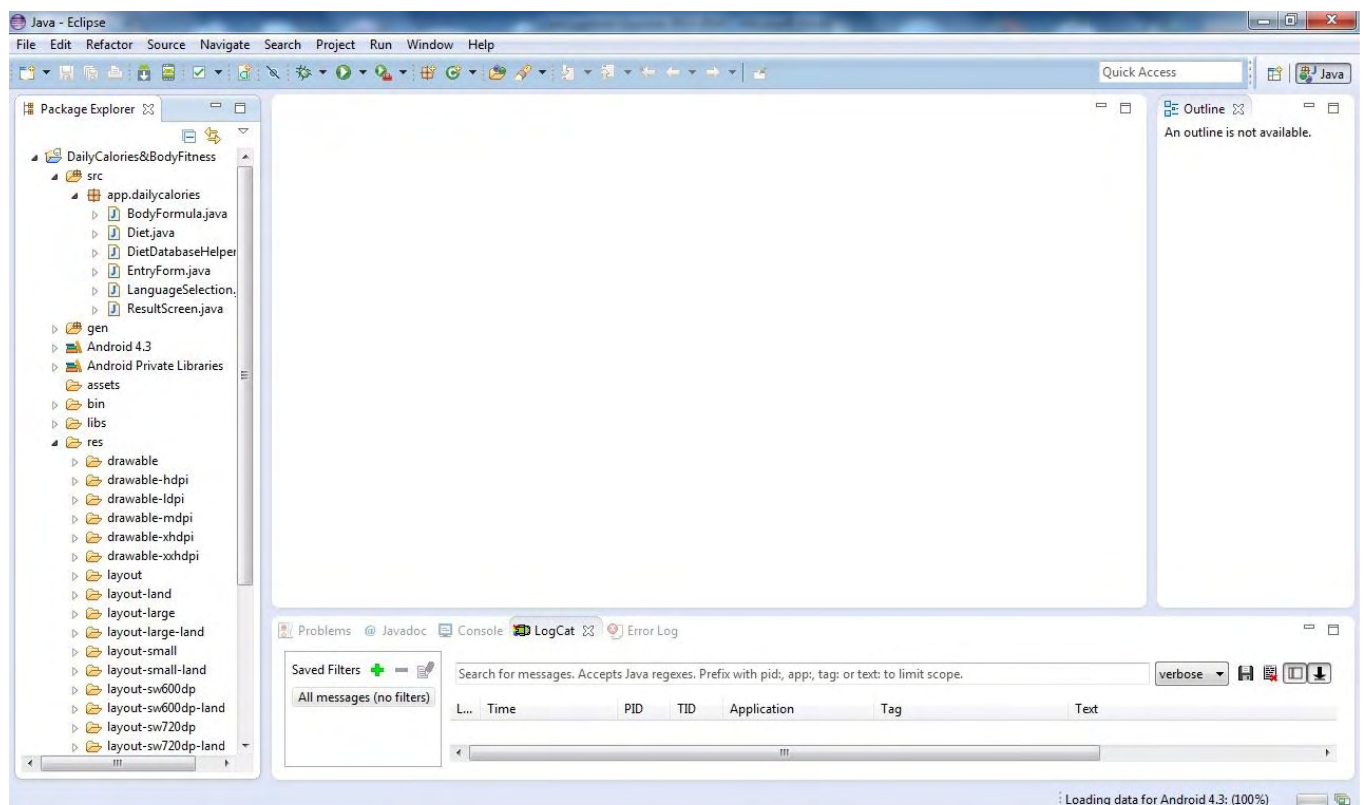 Java - Eclipse
File Edit Refactor Source Navigate Search Project Run Window Help
Quick Access
Java
Package Explorer
DailyCalories&BodyFitness
src
app.dailycalories
BodyFormula.java
Diet.java
DietDatabaseHelper
EntryForm.java
LanguageSelection.
ResultScreen.java
gen
Android 4.3
Android Private Libraries
assets
bin
libs
res
drawable
drawable-hdpi
drawable-ldpi
drawable-mdpi
drawable-xhdpi
drawable-xxhdpi
layout
layout-land
layout-large
layout-large-land
layout-small
layout-small-land
layout-sw600dp
layout-sw600dp-land
layout-sw720dp
layout-sw720dp-land
Outline
An outline is not available.
Problems @ Javadoc Console LogCat Error Log
Saved Filters
All messages (no filters)
Search for messages. Accepts Java regexes. Prefix with pid:, app:, tag: or text: to limit scope.
verbose
L... Time PID TID Application Tag Text
Loading data for Android 4.3: (100%)